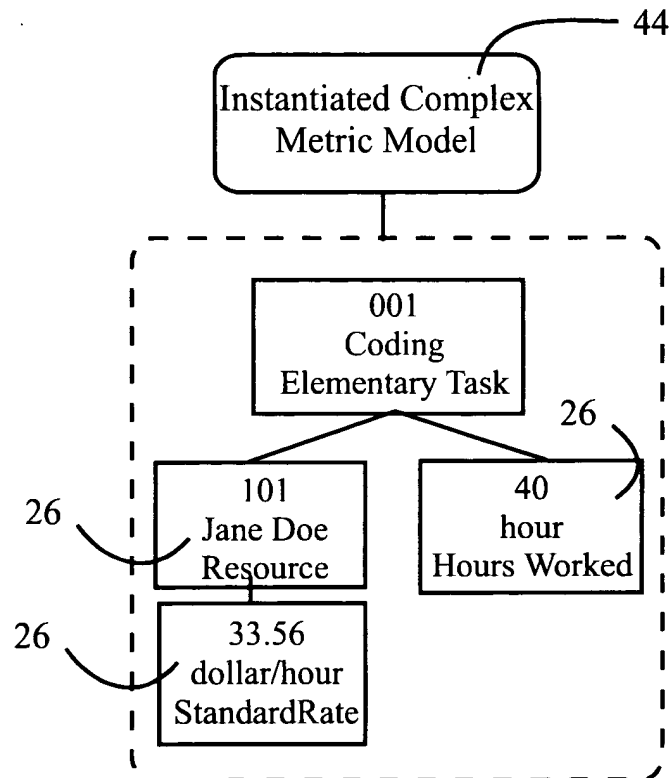 44
Instantiated Complex
Metric Model
001
Coding
Elementary Task
26
101
Jane Doe
Resource
40
hour
Hours Worked
26
33.56
dollar/hour
StandardRate
26